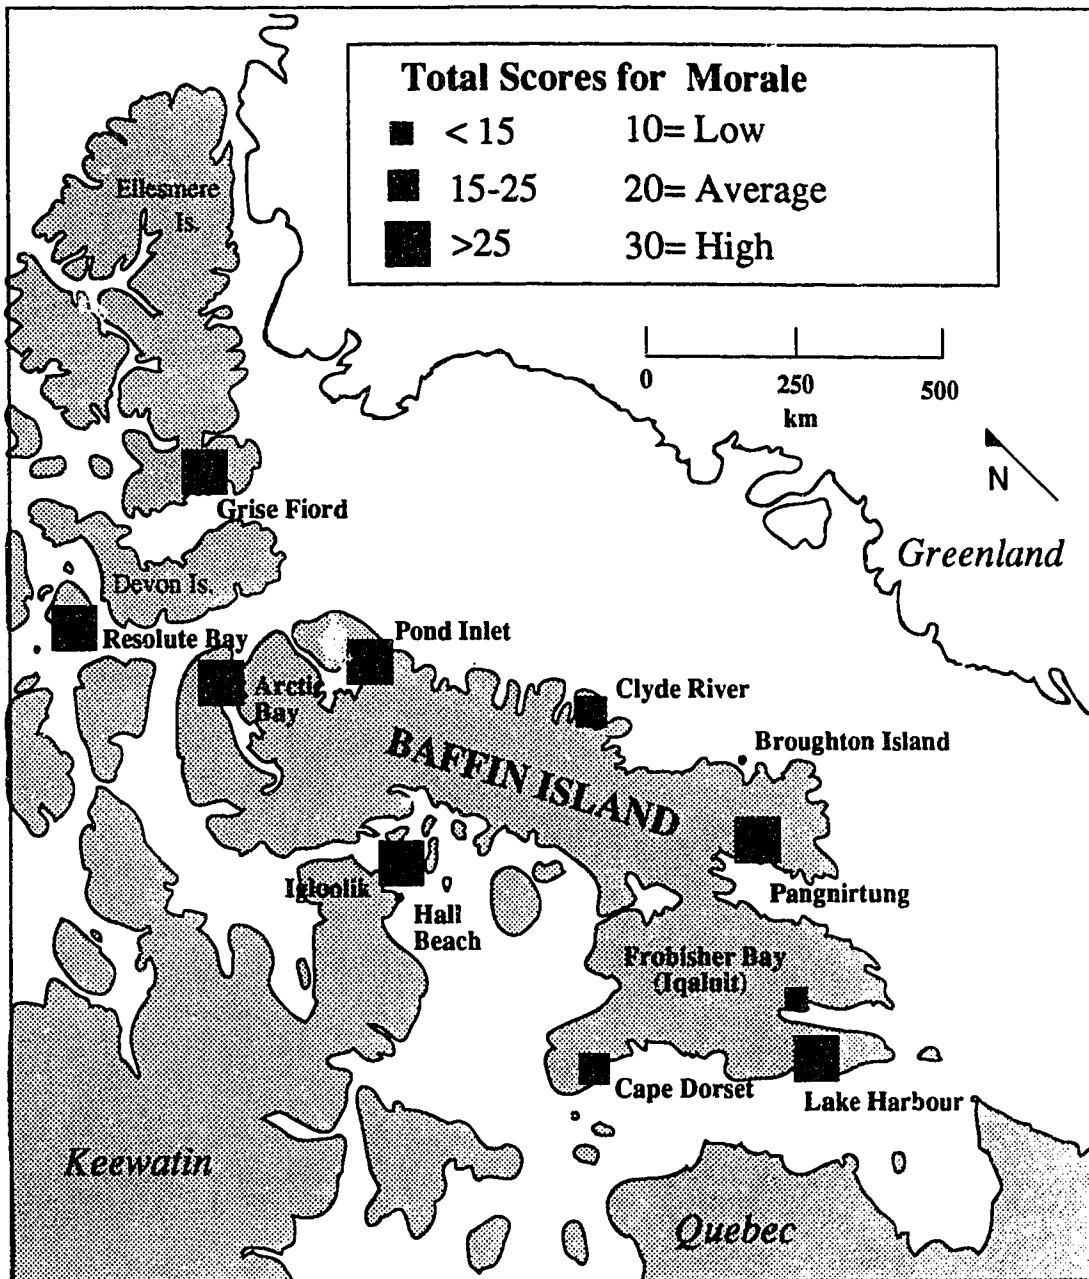 Total Scores for Morale
< 15 10= Low
15-25 20= Average
>25 30= High
Ellesmere
Is.
0 250 500
km
N
Grise Fiord
Greenland
Devon Is.
Resolute Bay
Pond Inlet
Arctic
Bay
Clyde River
Broughton Island
BAFFIN ISLAND
Igloolik
Hall
Beach
Pangnirtung
Frobisher Bay
(Iqaluit)
Cape Dorset
Lake Harbour
Keewatin
Quebec